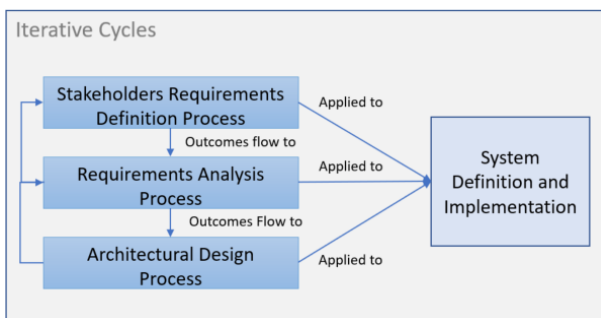 Iterative Cycles
Stakeholders Requirements
Definition Process
Applied to
Outcomes flow to
Requirements Analysis
Process
Applied to
System
Definition and
Implementation
Outcomes Flow to
Architectural Design
Process
Applied to